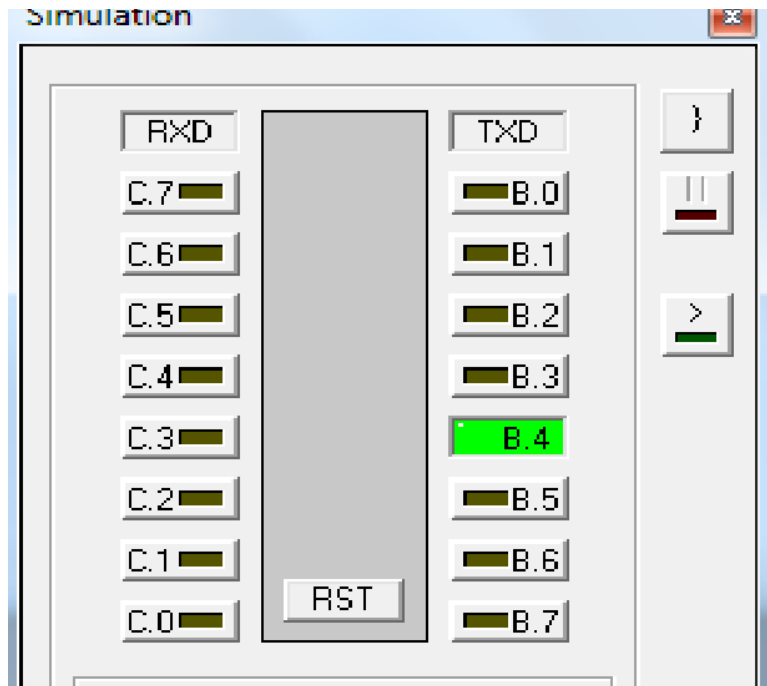 Simulation
RXD TXD }
C.7 B.0 ||
C.6 B.1
C.5 B.2 >
C.4 B.3
C.3 B.4
C.2 B.5
C.1 B.6
RST
C.0 B.7